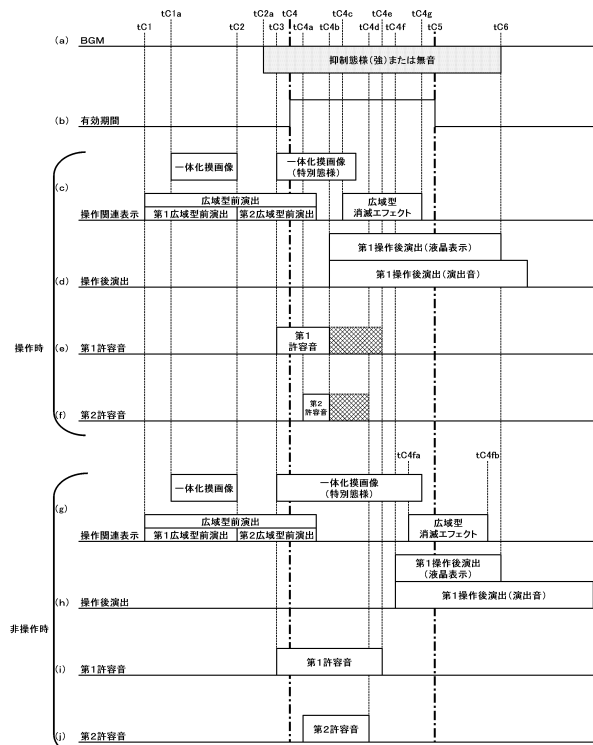 tC1a tC2a tC4 tC4c tC4e tC4g
tC1 tC2 tC3 tC4a tC4b tC4d tC4f tC5 tC6
(a) BGM
抑制態様(強)または無音
(b) 有効期間
操作時
(c)
一体化摸画像
一体化摸画像
(特別態様)
広域型前演出
第1広域型前演出
第2広域型前演出
広域型
消滅エフェクト
操作関連表示
第1操作後演出(液晶表示)
第1操作後演出(演出音)
(d) 操作後演出
(e) 第1許容音
第1
許容音
(f) 第2許容音
第2
許容音
tC4fa tC4fb
非操作時
(g)
一体化摸画像
一体化摸画像
(特別態様)
広域型前演出
第1広域型前演出
第2広域型前演出
広域型
消滅エフェクト
操作関連表示
第1操作後演出
(液晶表示)
第1操作後演出(演出音)
(h) 操作後演出
(i) 第1許容音
第1許容音
(j) 第2許容音
第2許容音